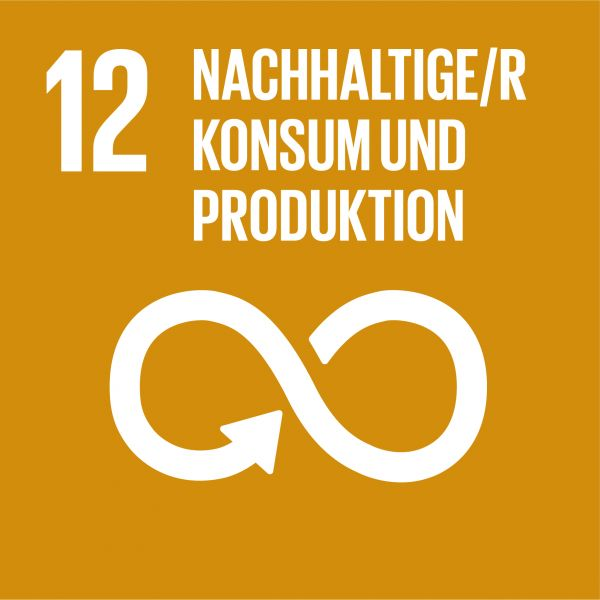 12
NACHHALTIGE/R
KONSUM UND
PRODUKTION